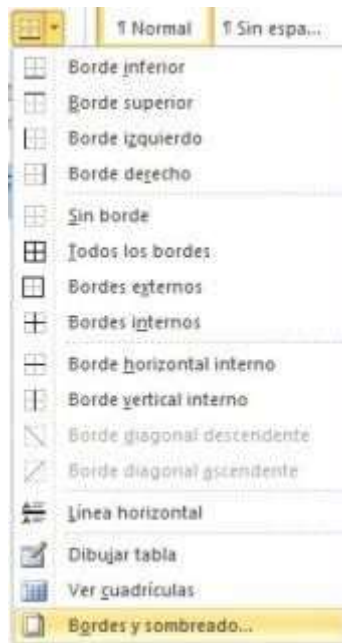 ¶ Normal ¶ Sin espa...
Borde inferior
Borde superior
Borde izquierdo
Borde derecho
Sin borde
Todos los bordes
Bordes externos
Bordes internos
Borde horizontal interno
Borde vertical interno
Borde diagonal descendente
Borde diagonal ascendente
Línea horizontal
Dibujar tabla
Ver cuadrículas
Bordes y sombreado...